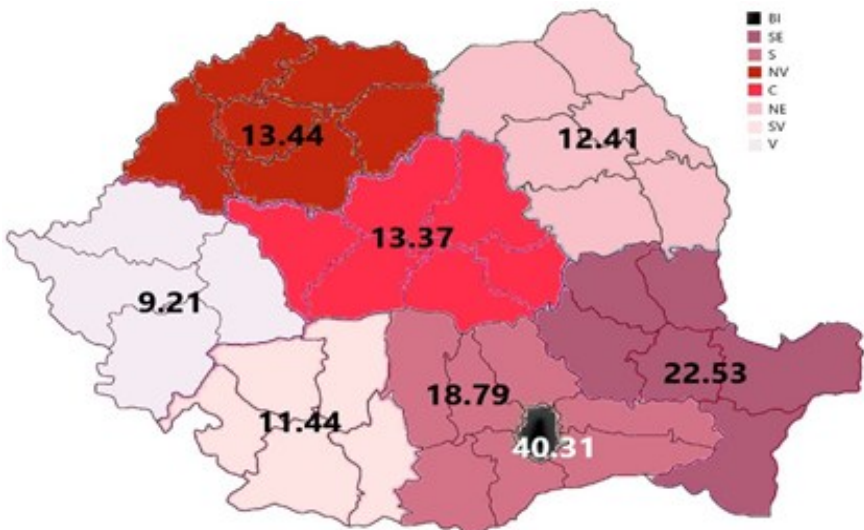 BI
SE
S
NV
C
NE
SV
V
13.44
12.41
13.37
9.21
22.53
18.79
11.44
40.31